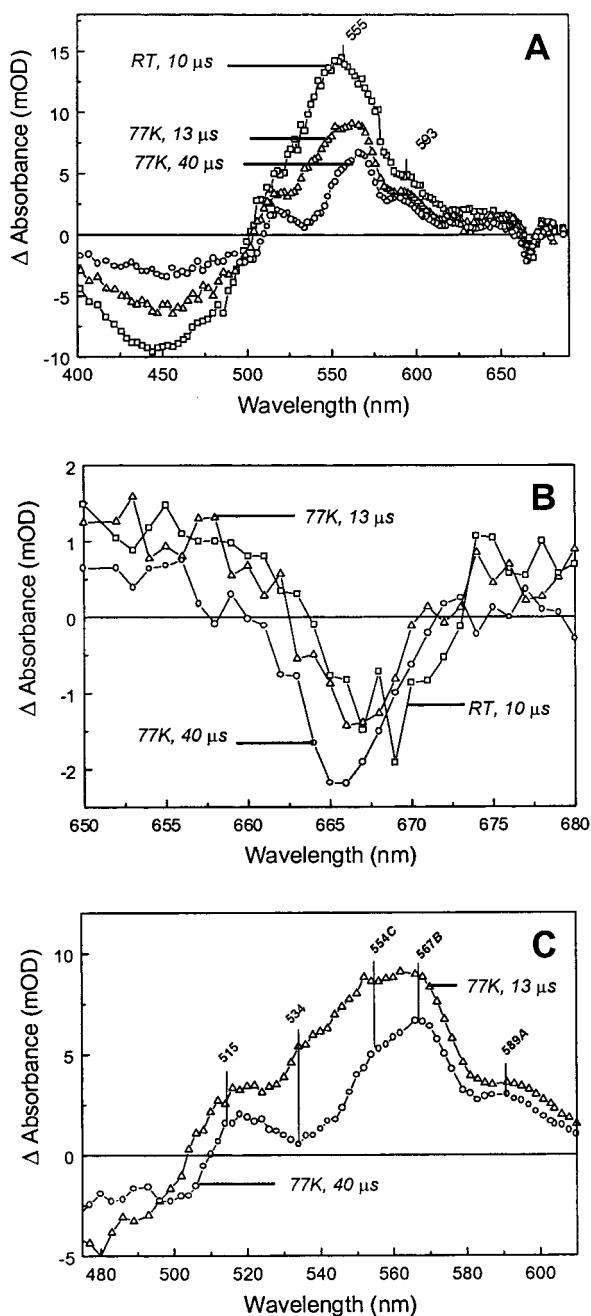 A
555
RT, 10 µs
593
77K, 13 µs
77K, 40 µs
Δ Absorbance (mOD)
15
10
5
0
-5
-10
400 450 500 550 600 650
Wavelength (nm)
B
77K, 13 µs
RT, 10 µs
77K, 40 µs
Δ Absorbance (mOD)
2
1
0
-1
-2
650 655 660 665 670 675 680
Wavelength (nm)
C
554C
567B
77K, 13 µs
534
515
589A
77K, 40 µs
Δ Absorbance (mOD)
10
5
0
-5
480 500 520 540 560 580 600
Wavelength (nm)